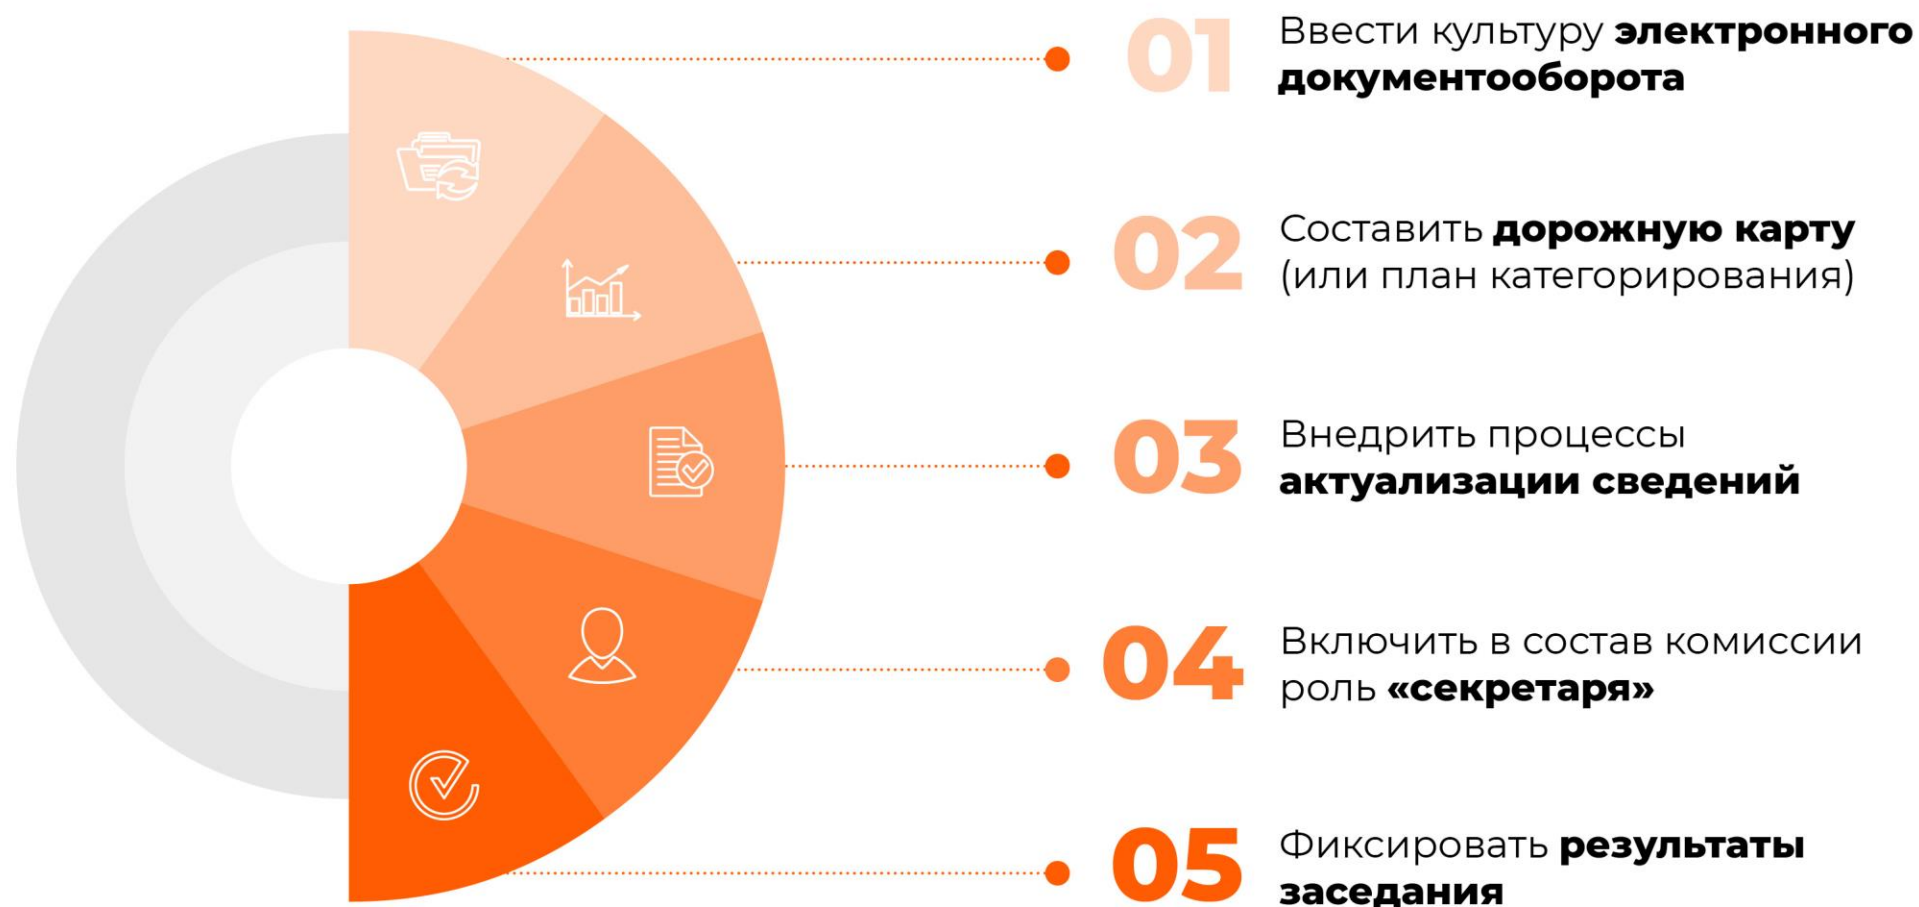 01
Ввести культуру электронного
документооборота
02
Составить дорожную карту
(или план категорирования)
03
Внедрить процессы
актуализации сведений
04
Включить в состав комиссии
роль «секретаря»
05
Фиксировать результаты
заседания